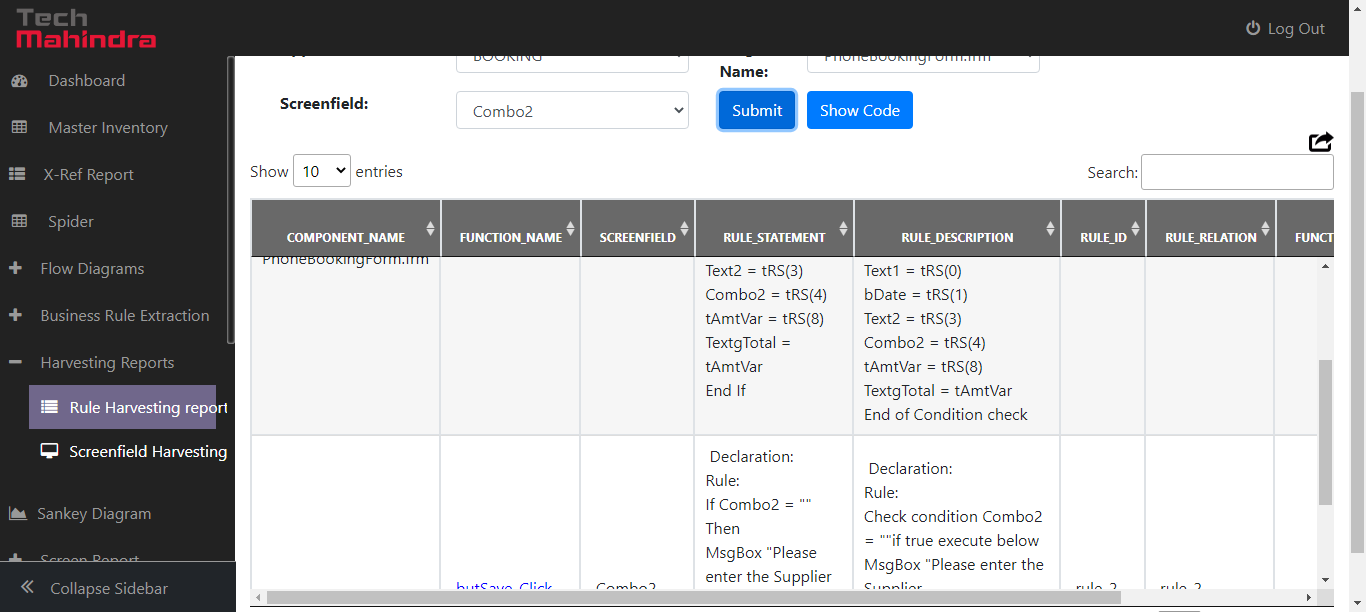 Tech
Mahindra
Log Out
Dashboard
Master Inventory
X-Ref Report
Spider
Flow Diagrams
Business Rule Extraction
Harvesting Reports
Rule Harvesting report
Screenfield Harvesting
Sankey Diagram
Screen Report
Collapse Sidebar
BOOKING
Name:
PhoneBookingForm.frm
Screenfield:
Combo2
Submit
Show Code
Show 10 entries
Search:
COMPONENT_NAME FUNCTION_NAME SCREENFIELD RULE_STATEMENT RULE_DESCRIPTION RULE_ID RULE_RELATION FUNCT
PhoneBookingForm.frm
Text2 = tRS(3)
Combo2 = tRS(4)
tAmtVar = tRS(8)
TextgTotal =
tAmtVar
End If
Text1 = tRS(0)
bDate = tRS(1)
Text2 = tRS(3)
Combo2 = tRS(4)
tAmtVar = tRS(8)
TextgTotal = tAmtVar
End of Condition check
butSave_Click
Combo2
Declaration:
Rule:
If Combo2 = ""
Then
MsgBox "Please
enter the Supplier
Declaration:
Rule:
Check condition Combo2
= ""if true execute below
MsgBox "Please enter the
Supplier
rule_2
rule_2